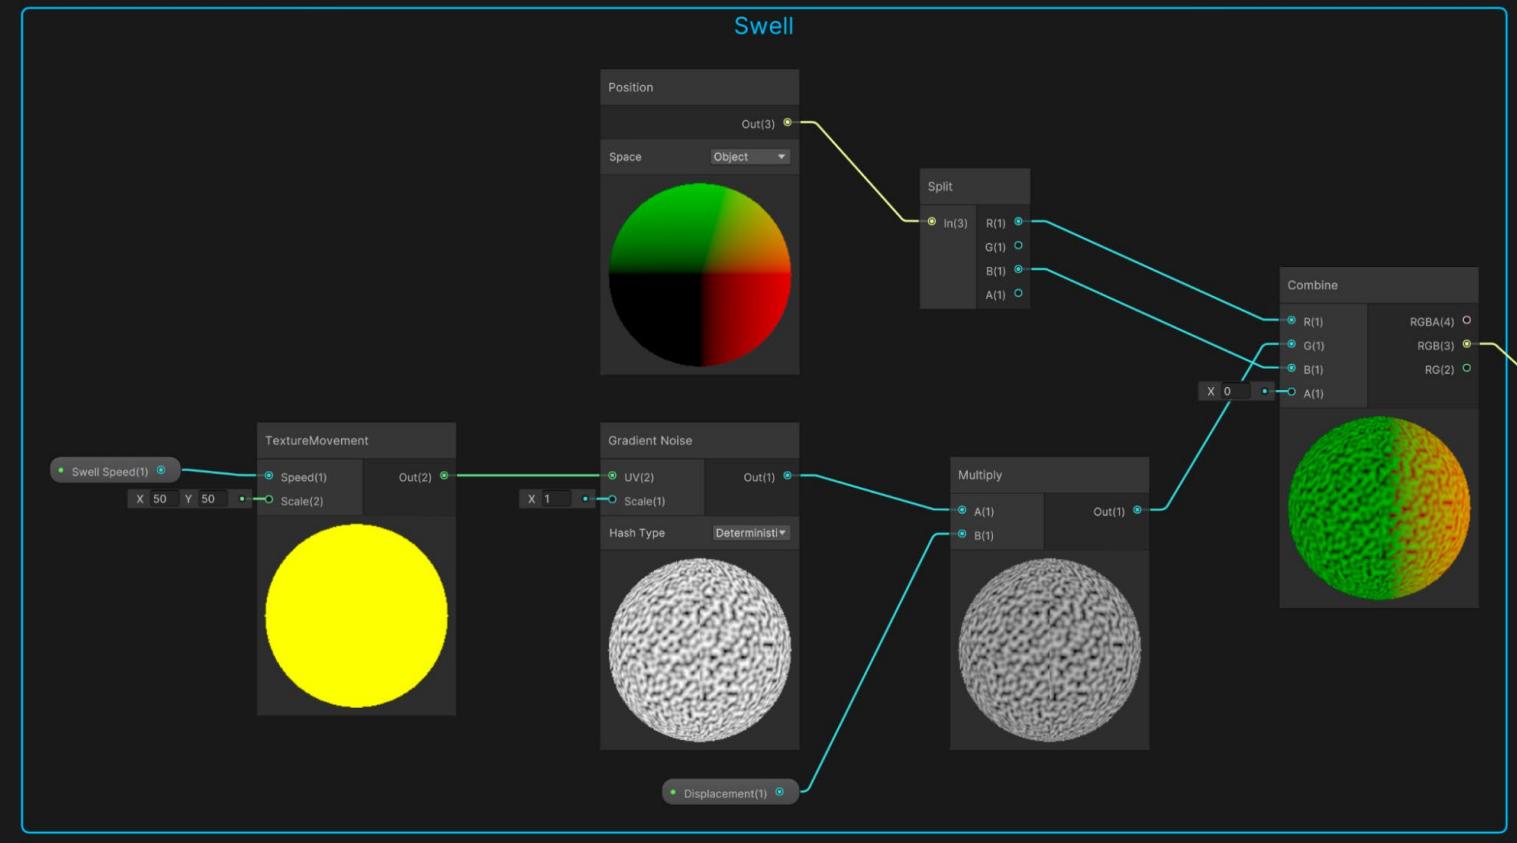 Swell
Position
Out(3)
Space Object
Split
In(3) R(1)
G(1)
B(1)
A(1)
Combine
R(1) RGBA(4)
G(1) RGB(3)
B(1) RG(2)
X 0 A(1)
TextureMovement
Swell Speed(1) Speed(1) Out(2)
X 50 Y 50 Scale(2)
Gradient Noise
UV(2) Out(1)
X 1 Scale(1)
Hash Type Deterministi
Multiply
A(1) Out(1)
B(1)
Displacement(1)